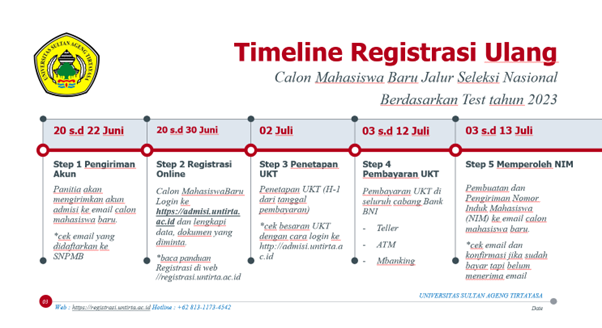 Timeline Registrasi Ulang
Calon Mahasiswa Baru Jalur Seleksi Nasional
Berdasarkan Test tahun 2023
UNIVERSITAS SULTAN AGENG TIRTAYASA
20 s.d 22 Juni
Step 1 Pengiriman
Akun
Panitia akan
mengirimkan akun
admisi ke email calon
mahasiswa baru.
*cek email yang
didaftarkan ke
SNPMB
20 s.d 30 Juni
Step 2 Registrasi
Online
Calon MahasiswaBaru
Login ke
https://admisi.untirta.
ac.id dan lengkapi
data, dokumen yang
diminta.
*baca panduan
Registrasi di web
//registrasi.untirta.ac.id
02 Juli
Step 3 Penetapan
UKT
Penetapan UKT (H-1
dari tanggal
pembayaran)
*cek besaran UKT
dengan cara login ke
http://admisi.untirta.a
c.id
03 s.d 12 Juli
Step 4
Pembayaran UKT
Pembayaran UKT di
seluruh cabang Bank
BNI
- Teller
- ATM
- Mbanking
03 s.d 13 Juli
Step 5 Memperoleh NIM
Pembuatan dan
Pengiriman Nomor
Induk Mahasiswa
(NIM) ke email calon
mahasiswa baru.
*cek email dan
konfirmasi jika sudah
bayar tapi belum
menerima email
UNIVERSITAS SULTAN AGENG TIRTAYASA
03 Web : https://registrasi.untirta.ac.id Hotline : +62 813-1273-4542
Date